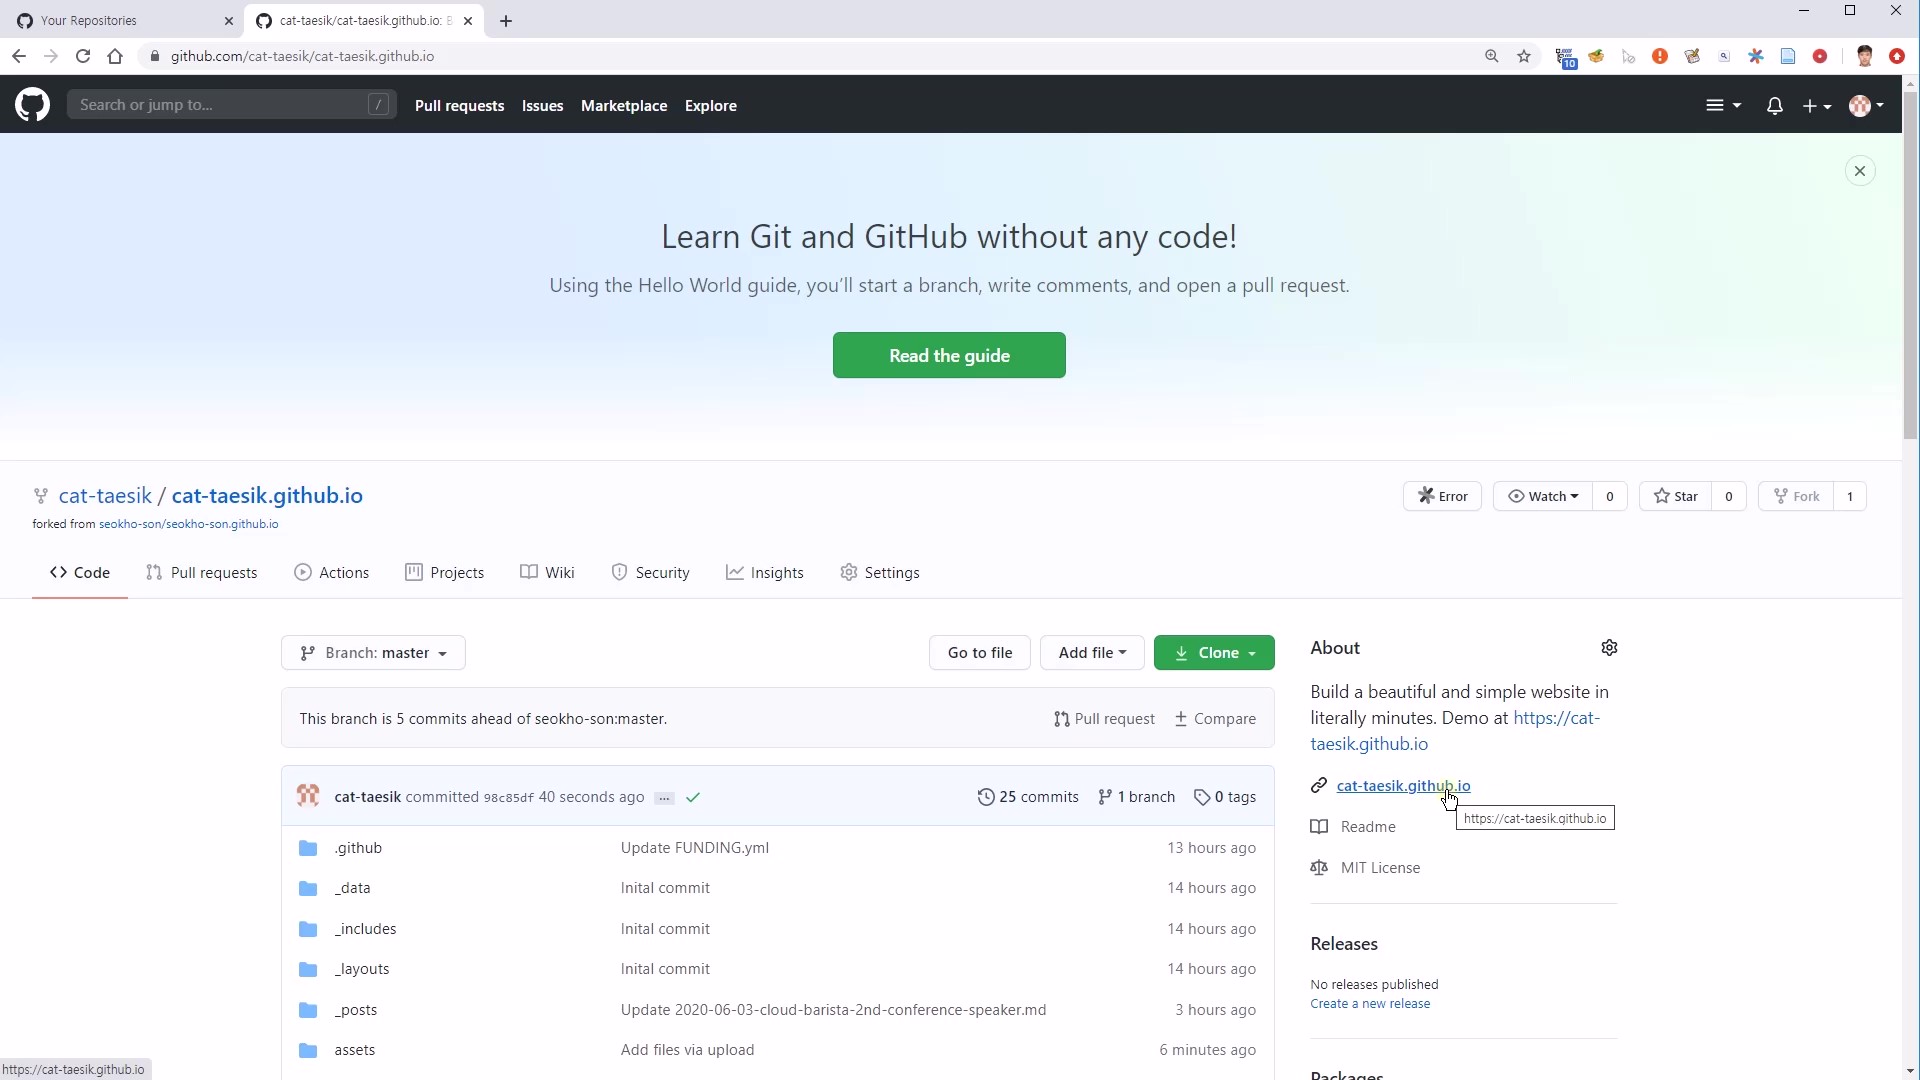 Your Repositories
cat-taesik/cat-taesik.github.io: B
github.com/cat-taesik/cat-taesik.github.io
10
Search or jump to...
/
Pull requests
Issues
Marketplace
Explore
Learn Git and GitHub without any code!
Using the Hello World guide, you’ll start a branch, write comments, and open a pull request.
Read the guide
cat-taesik / cat-taesik.github.io
forked from seokho-son/seokho-son.github.io
Error
Watch
0
Star
0
Fork
1
Code
Pull requests
Actions
Projects
Wiki
Security
Insights
Settings
Branch: master
Go to file
Add file
Clone
This branch is 5 commits ahead of seokho-son:master.
Pull request
Compare
cat-taesik committed 98c85df 40 seconds ago
...
25 commits
1 branch
0 tags
.github
Update FUNDING.yml
13 hours ago
_data
Inital commit
14 hours ago
_includes
Inital commit
14 hours ago
_layouts
Inital commit
14 hours ago
_posts
Update 2020-06-03-cloud-barista-2nd-conference-speaker.md
3 hours ago
assets
Add files via upload
6 minutes ago
About
Build a beautiful and simple website in
literally minutes. Demo at https://cat-
taesik.github.io
cat-taesik.github.io
https://cat-taesik.github.io
Readme
MIT License
Releases
No releases published
Create a new release
Packages
https://cat-taesik.github.io